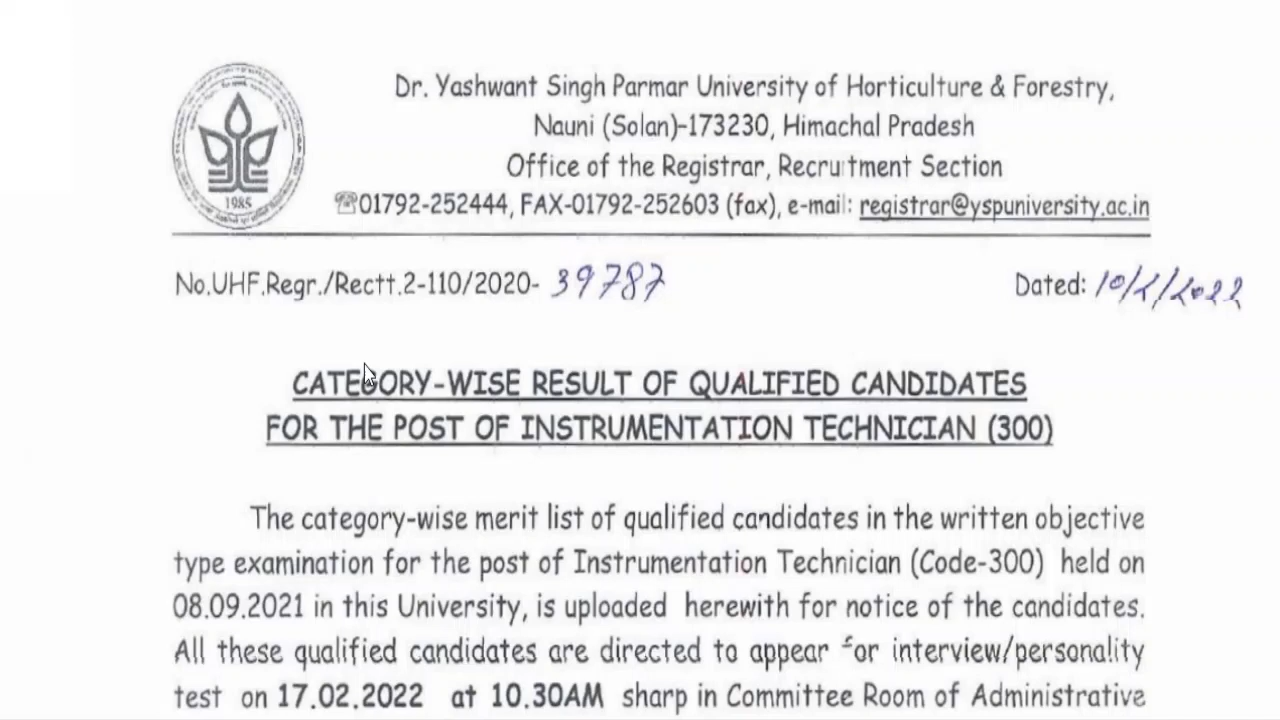 Dr. Yashwant Singh Parmar University of Horticulture & Forestry,
Nauni (Solan)-173230, Himachal Pradesh
Office of the Registrar, Recruitment Section
☎01792-252444, FAX-01792-252603 (fax), e-mail: registrar@yspuniversity.ac.in
1985
No.UHF.Regr./Rectt.2-110/2020- 39787 Dated: 10/2/2022
CATEGORY-WISE RESULT OF QUALIFIED CANDIDATES
FOR THE POST OF INSTRUMENTATION TECHNICIAN (300)
The category-wise merit list of qualified candidates in the written objective
type examination for the post of Instrumentation Technician (Code-300) held on
08.09.2021 in this University, is uploaded herewith for notice of the candidates.
All these qualified candidates are directed to appear for interview/personality
test on 17.02.2022 at 10.30AM sharp in Committee Room of Administrative